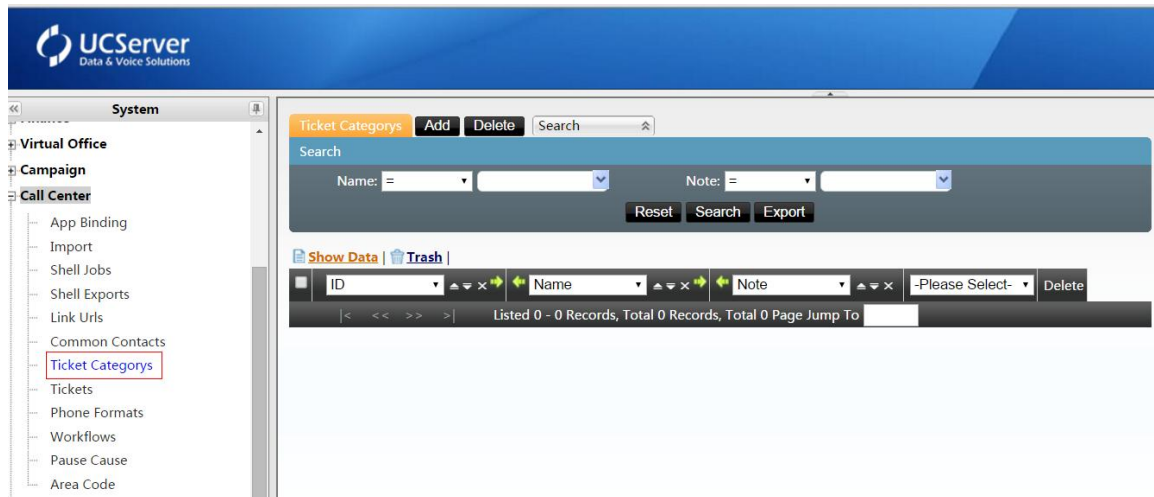 UCServer
Data & Voice Solutions
System
Virtual Office
Campaign
Call Center
App Binding
Import
Shell Jobs
Shell Exports
Link Urls
Common Contacts
Ticket Categorys
Tickets
Phone Formats
Workflows
Pause Cause
Area Code
Ticket Categorys Add Delete Search
Search
Name: = Note: =
Reset Search Export
Show Data | Trash |
ID Name Note -Please Select- Delete
|< << >> >| Listed 0 - 0 Records, Total 0 Records, Total 0 Page Jump To